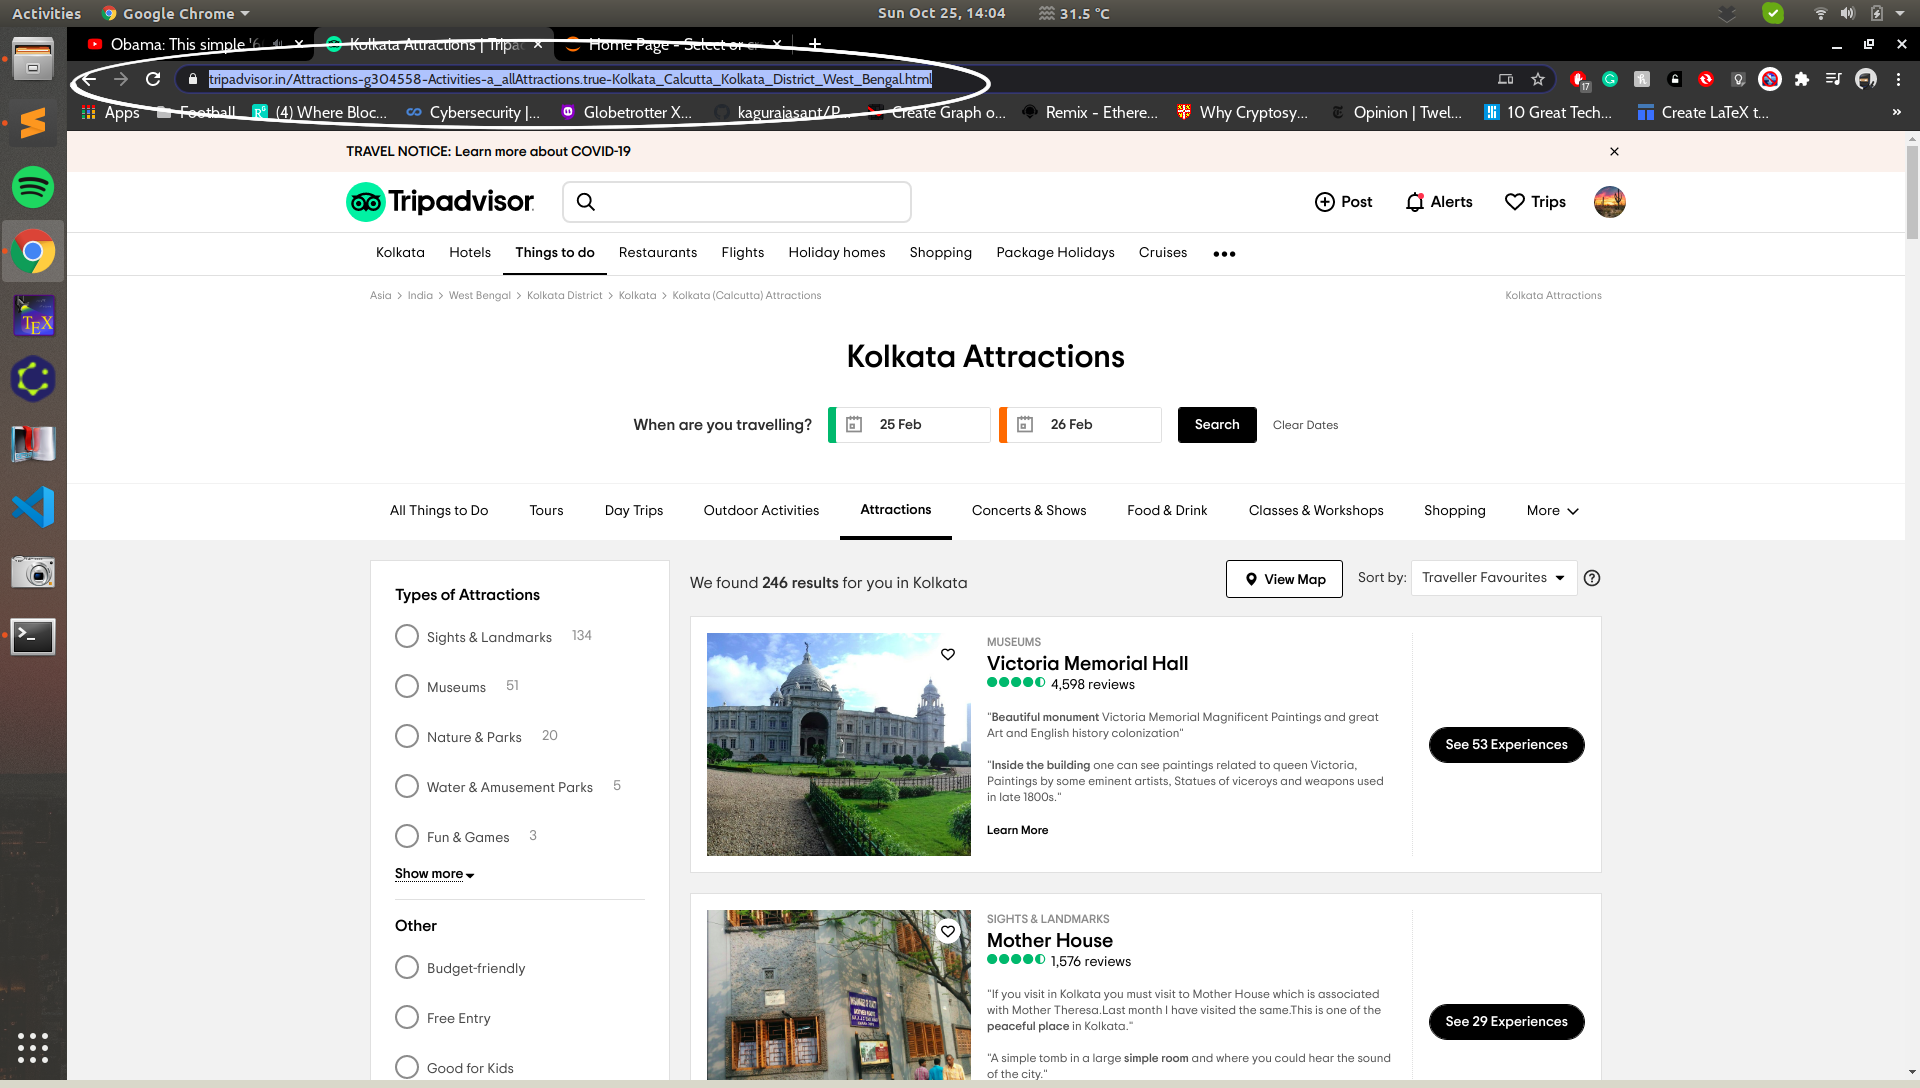 Activities Google Chrome Sun Oct 25, 14:04 31.5 °C
Obama: This simple '6 Kolkata Attractions | Tripa Home Page - Select or c
tripadvisor.in/Attractions-g304558-Activities-a_allAttractions.true-Kolkata_Calcutta_Kolkata_District_West_Bengal.html 17
Apps Football (4) Where Bloc... Cybersecurity |... Globetrotter X... kagurajasant/P... Create Graph o... Remix - Ethere... Why Cryptosy... Opinion | Twel... 10 Great Tech... Create LaTeX t... »
TRAVEL NOTICE: Learn more about COVID-19
Tripadvisor Post Alerts Trips
Kolkata Hotels Things to do Restaurants Flights Holiday homes Shopping Package Holidays Cruises
Asia > India > West Bengal > Kolkata District > Kolkata > Kolkata (Calcutta) Attractions Kolkata Attractions
Kolkata Attractions
When are you travelling? 25 Feb 26 Feb Search Clear Dates
All Things to Do Tours Day Trips Outdoor Activities Attractions Concerts & Shows Food & Drink Classes & Workshops Shopping More
Types of Attractions
Sights & Landmarks 134
Museums 51
Nature & Parks 20
Water & Amusement Parks 5
Fun & Games 3
Show more
Other
Budget-friendly
Free Entry
Good for Kids
We found 246 results for you in Kolkata View Map Sort by: Traveller Favourites
MUSEUMS
Victoria Memorial Hall
4,598 reviews
"Beautiful monument Victoria Memorial Magnificent Paintings and great
Art and English history colonization"
"Inside the building one can see paintings related to queen Victoria,
Paintings by some eminent artists, Statues of viceroys and weapons used
in late 1800s."
Learn More
See 53 Experiences
SIGHTS & LANDMARKS
Mother House
1,576 reviews
"If you visit in Kolkata you must visit to Mother House which is associated
with Mother Theresa.Last month I have visited the same.This is one of the
peaceful place in Kolkata."
"A simple tomb in a large simple room and where you could hear the sound
of the city."
See 29 Experiences
TEX